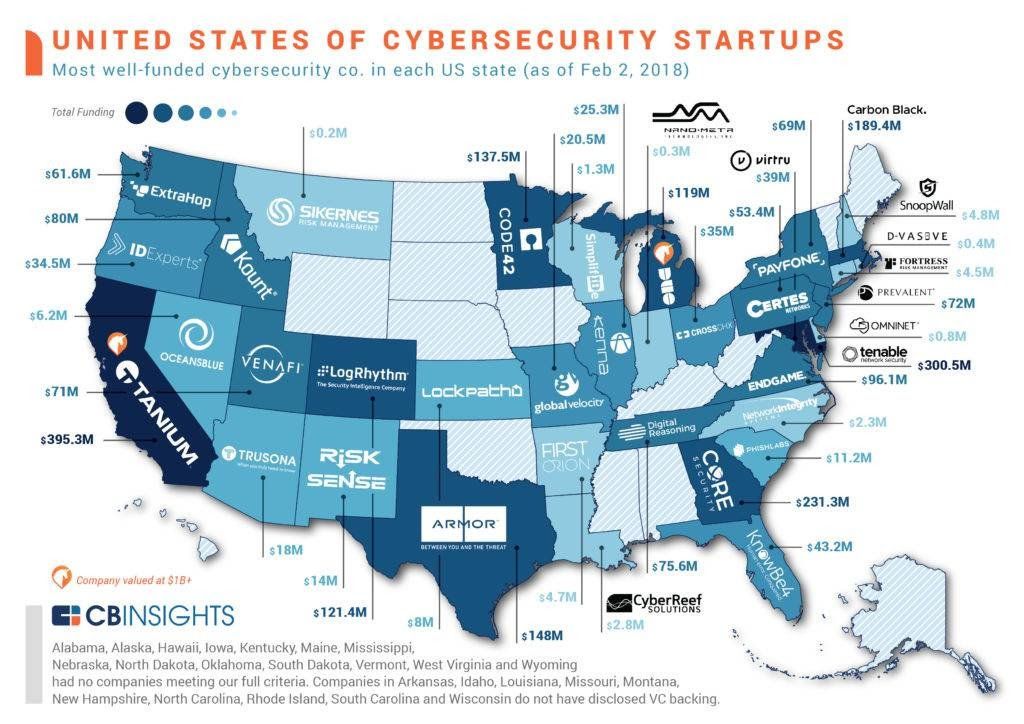 UNITED STATES OF CYBERSECURITY STARTUPS
Most well-funded cybersecurity co. in each US state (as of Feb 2, 2018)
Total Funding
$0.2M
$137.5M
$25.3M
$20.5M
$1.3M
NANO-META
$0.3M
$119M
$35M
virtru
$69M
$39M
$53.4M
Carbon Black.
$189.4M
SnoopWall
$4.8M
D-VASIVE
$0.4M
FORTRESS
RISK MANAGEMENT
$4.5M
PREVALENT
$72M
OMNINET
$0.8M
tenable
network security
$300.5M
$61.6M
ExtraHop
$80M
IDExperts
$34.5M
Kount
SIKERNES
RISK MANAGEMENT
CODE42
SimplifIIe
DUO
PAYFONE
CERTES
NETWORKS
$6.2M
OCEANSBLUE
VENAFI
LogRhythm
The Security Intelligence Company
LOCKPATH
globalvelocity
kenna
CROSSCHX
ENDGAME.
$96.1M
$71M
TANIUM
$395.3M
TRUSONA
RiSK
SENSE
FIRST
ORION
Digital
Reasoning
NetworkIntegrity
SYSTEMS
$2.3M
PHISHLABS
$11.2M
CORE
SECURITY
$231.3M
ARMOR
BETWEEN YOU AND THE THREAT
KnowBe4
$43.2M
$18M
$14M
$121.4M
$8M
$148M
$4.7M
CyberReef
SOLUTIONS
$2.8M
$75.6M
Company valued at $1B+
CBINSIGHTS
Alabama, Alaska, Hawaii, Iowa, Kentucky, Maine, Mississippi,
Nebraska, North Dakota, Oklahoma, South Dakota, Vermont, West Virginia and Wyoming
had no companies meeting our full criteria. Companies in Arkansas, Idaho, Louisiana, Missouri, Montana,
New Hampshire, North Carolina, Rhode Island, South Carolina and Wisconsin do not have disclosed VC backing.